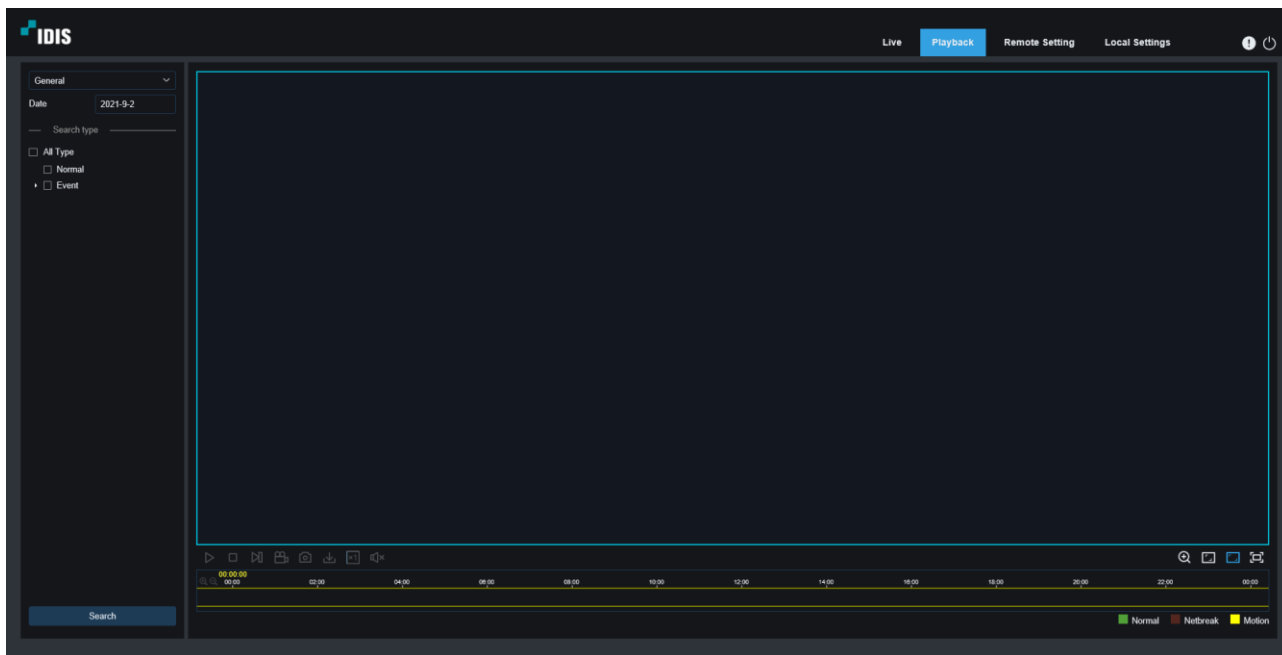 IDIS
Live Playback Remote Setting Local Settings
General
Date 2021-9-2
Search type
All Type
Normal
Event
x1
00:00:00
00:00 02:00 04:00 06:00 08:00 10:00 12:00 14:00 16:00 18:00 20:00 22:00 00:00
Search
Normal Netbreak Motion